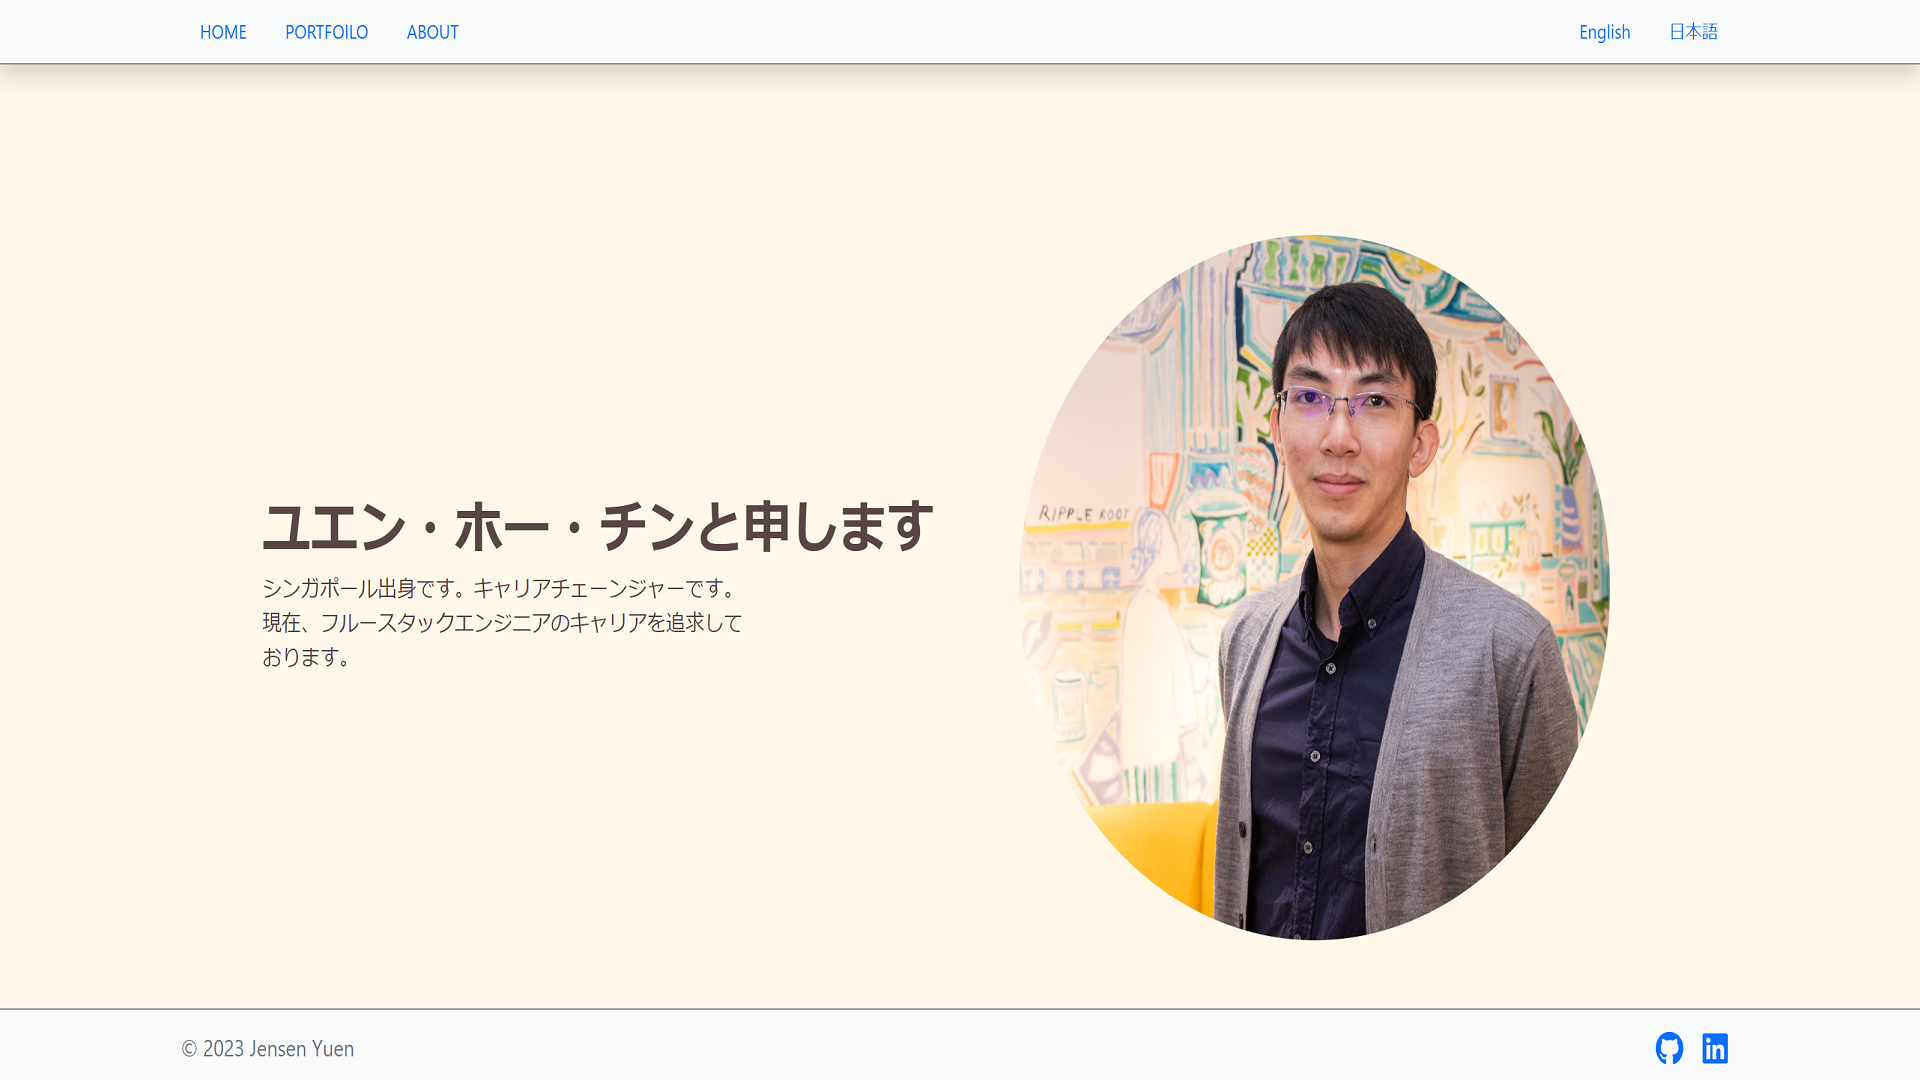 HOME PORTFOILO ABOUT English 日本語
RIPPLE ROOT
ユエン・ホー・チンと申します
シンガポール出身です。キャリアチェーンジャーです。
現在、フルースタックエンジニアのキャリアを追求して
おります。
© 2023 Jensen Yuen in